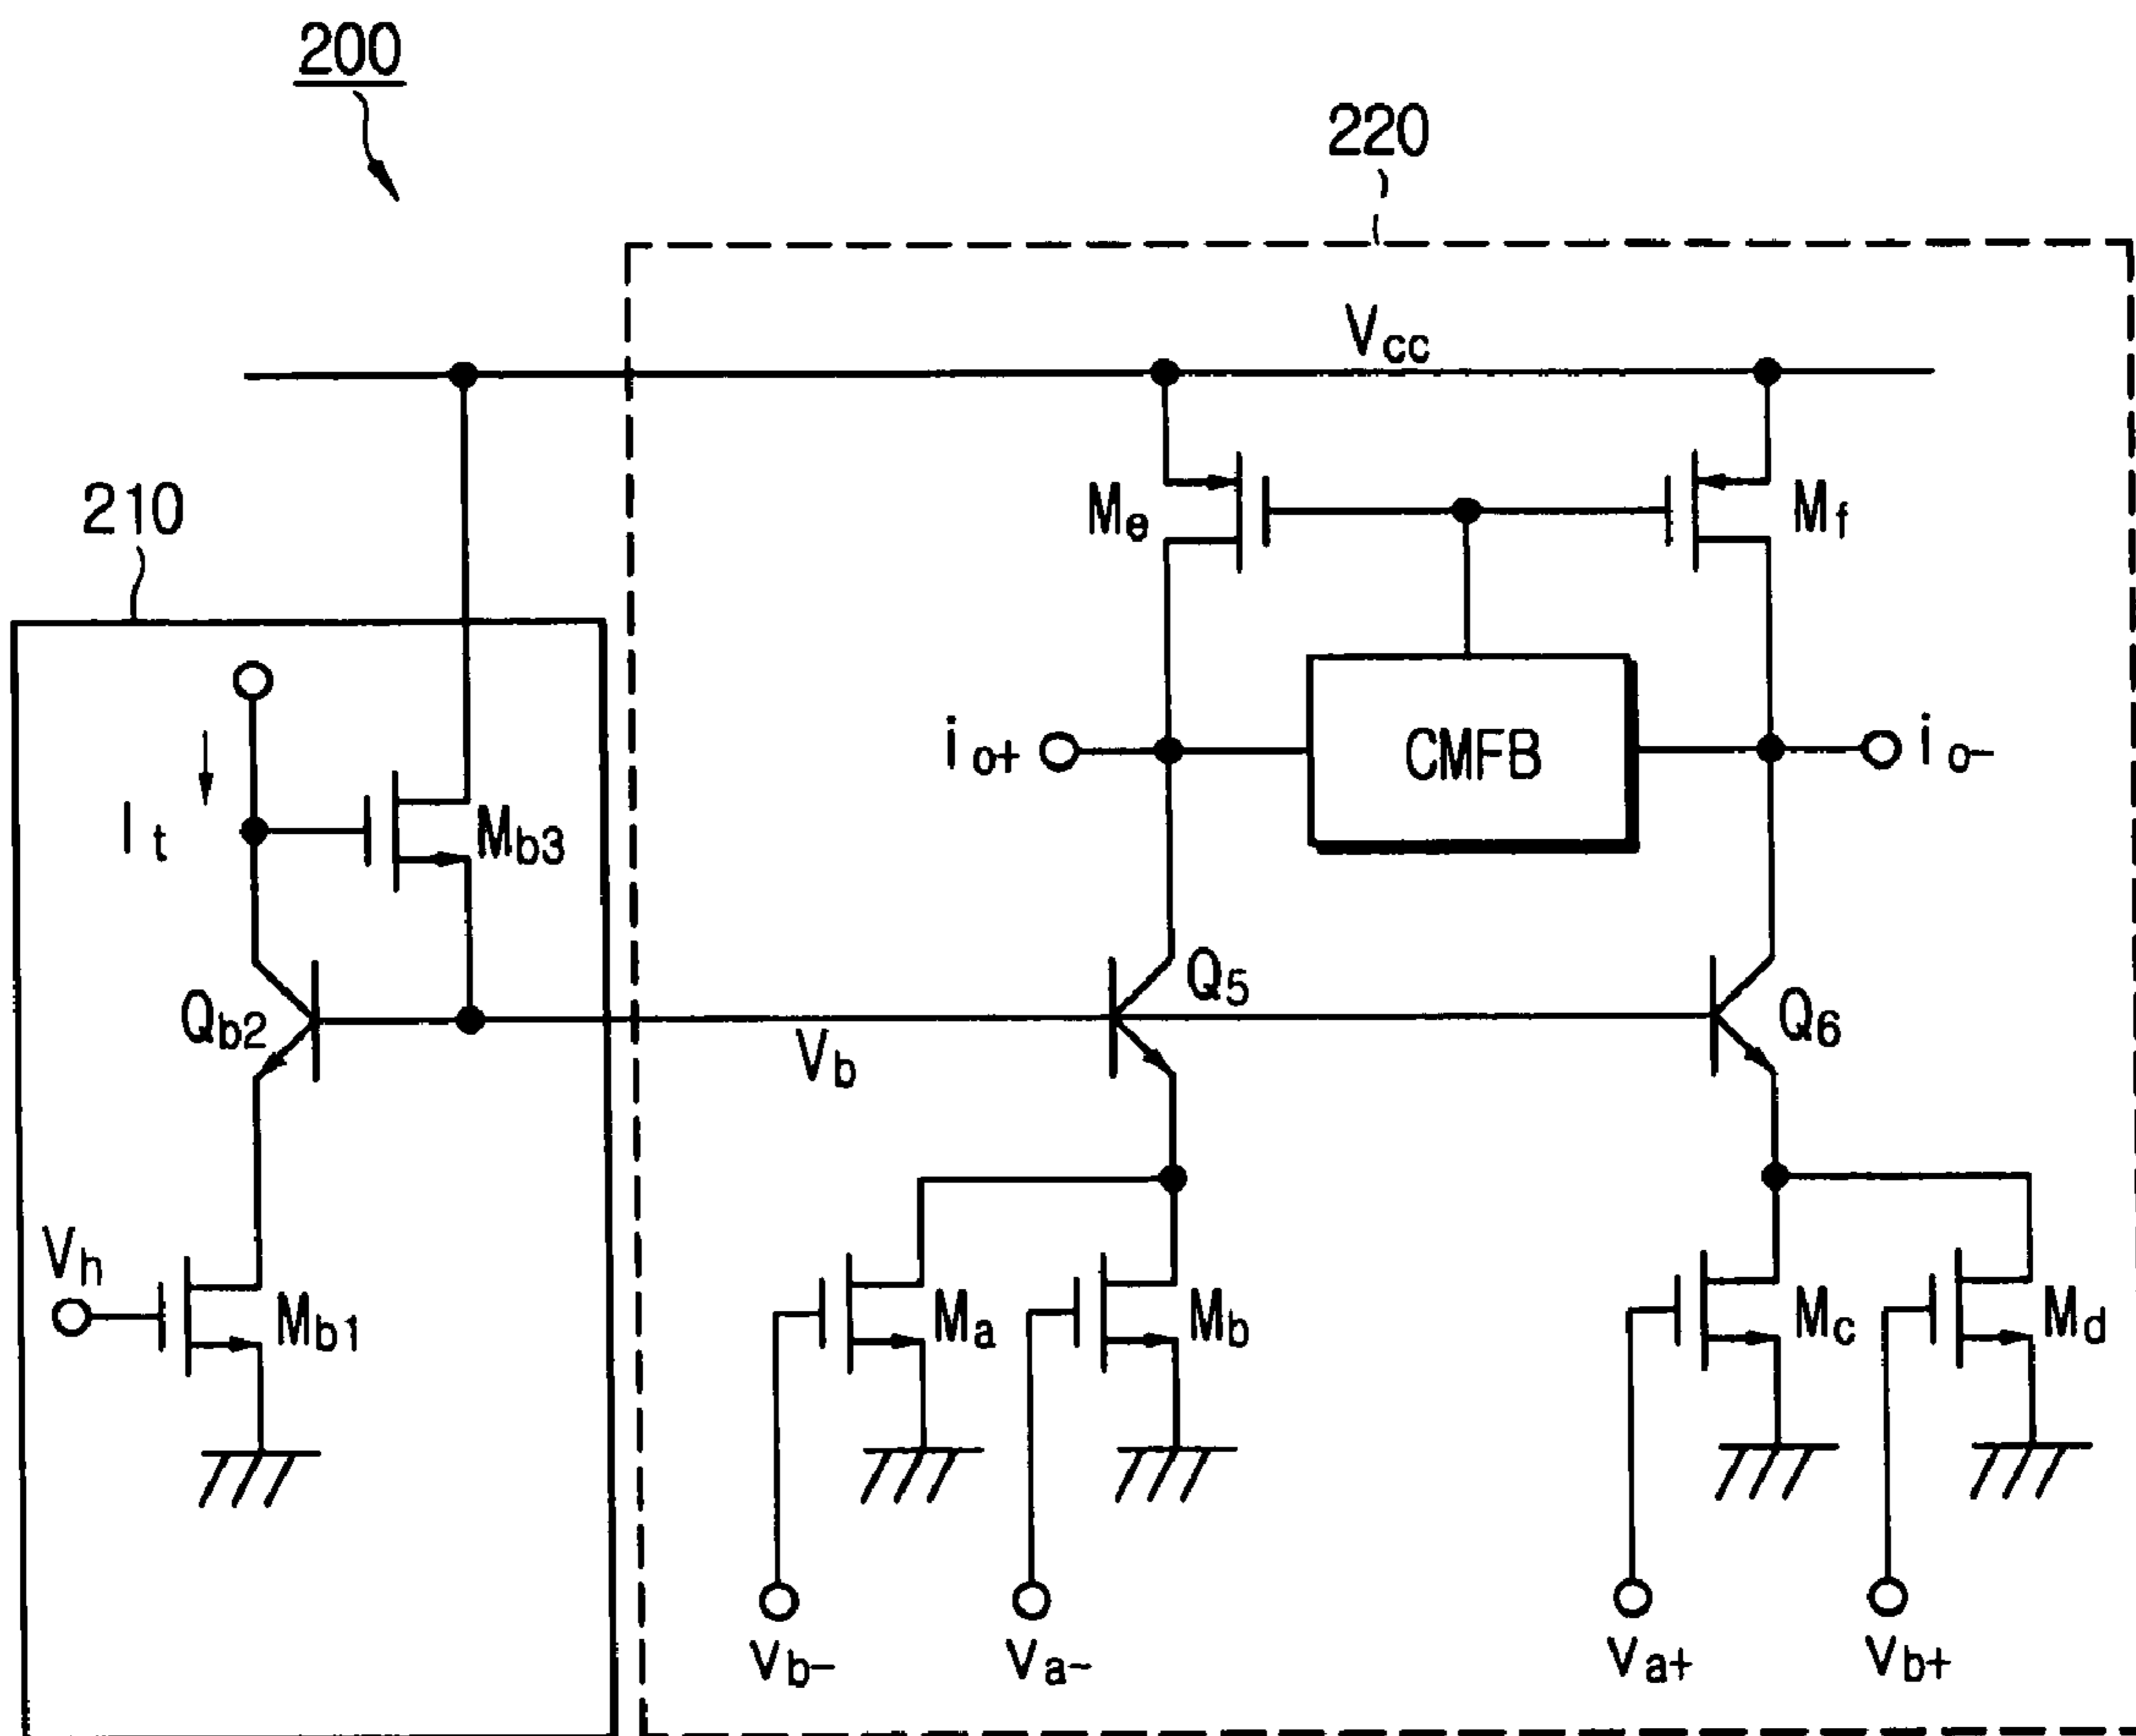 200
220
Vcc
210
Me
Mf
It
Mb3
io+
CMFB
io-
Qb2
Q5
Q6
Vb
Vh
Mb1
Ma
Mb
Mc
Md
Vb-
Va-
Va+
Vb+